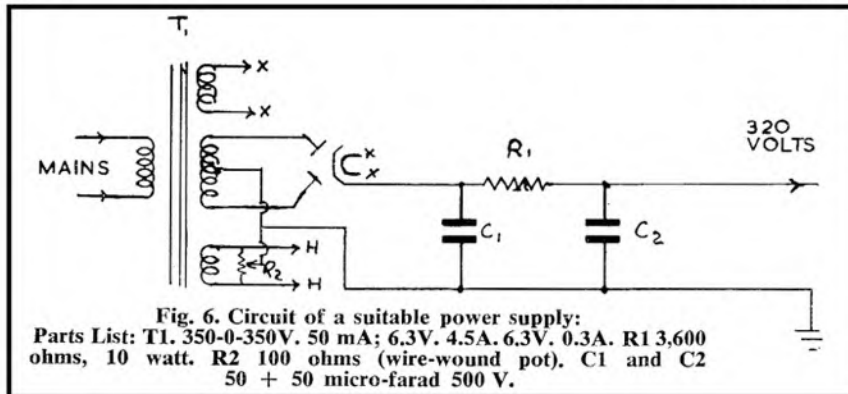 T1
X
X
MAINS
X
X
R1
320
VOLTS
C1
C2
H
R2
H
Fig. 6. Circuit of a suitable power supply:
Parts List: T1. 350-0-350V. 50 mA; 6.3V. 4.5A. 6.3V. 0.3A. R1 3,600
ohms, 10 watt. R2 100 ohms (wire-wound pot). C1 and C2
50 + 50 micro-farad 500 V.